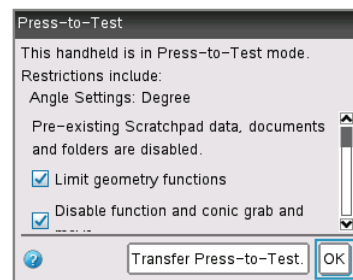 Press-to-Test
This handheld is in Press-to-Test mode.
Restrictions include:
Angle Settings: Degree
Pre-existing Scratchpad data, documents
and folders are disabled.
Limit geometry functions
Disable function and conic grab and
Transfer Press-to-Test.
OK